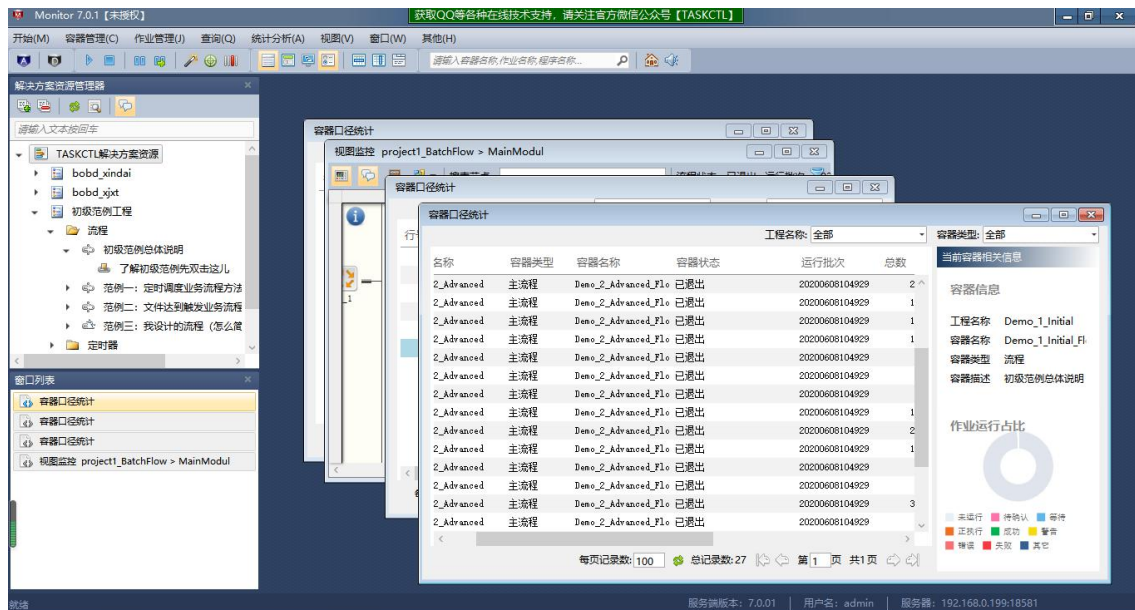 Monitor 7.0.1【未授权】
获取QQ等各种在线技术支持，请关注官方微信公众号【TASKCTL】
开始(M) 容器管理(C) 作业管理(J) 查询(Q) 统计分析(A) 视图(V) 窗口(W) 其他(H)
请输入容器名称,作业名称,程序名称...
解决方案资源管理器
请输入文本按回车
TASKCTL解决方案资源
bobd_xindai
bobd_xjxt
初级范例工程
流程
初级范例总体说明
了解初级范例先双击这儿
范例一：定时调度业务流程方法
范例二：文件达到触发业务流程
范例三：我设计的流程（怎么简
定时器
窗口列表
容器口径统计
容器口径统计
容器口径统计
视图监控 project1_BatchFlow > MainModul
容器口径统计
视图监控 project1_BatchFlow > MainModul
容器口径统计
行
_1
容器口径统计
工程名称: 全部 容器类型: 全部
名称 容器类型 容器名称 容器状态 运行批次 总数
2_Advanced 主流程 Demo_2_Advanced_Flo 已退出 20200608104929 2
2_Advanced 主流程 Demo_2_Advanced_Flo 已退出 20200608104929 1
2_Advanced 主流程 Demo_2_Advanced_Flo 已退出 20200608104929 1
2_Advanced 主流程 Demo_2_Advanced_Flo 已退出 20200608104929 1
2_Advanced 主流程 Demo_2_Advanced_Flo 已退出 20200608104929
2_Advanced 主流程 Demo_2_Advanced_Flo 已退出 20200608104929
2_Advanced 主流程 Demo_2_Advanced_Flo 已退出 20200608104929
2_Advanced 主流程 Demo_2_Advanced_Flo 已退出 20200608104929 1
2_Advanced 主流程 Demo_2_Advanced_Flo 已退出 20200608104929 2
2_Advanced 主流程 Demo_2_Advanced_Flo 已退出 20200608104929 1
2_Advanced 主流程 Demo_2_Advanced_Flo 已退出 20200608104929
2_Advanced 主流程 Demo_2_Advanced_Flo 已退出 20200608104929
2_Advanced 主流程 Demo_2_Advanced_Flo 已退出 20200608104929 3
2_Advanced 主流程 Demo_2_Advanced_Flo 已退出 20200608104929
每页记录数: 100 总记录数: 27 第 1 页 共1页
当前容器相关信息
容器信息
工程名称 Demo_1_Initial
容器名称 Demo_1_Initial_Fl
容器类型 流程
容器描述 初级范例总体说明
作业运行占比
未运行 待确认 等待
正执行 成功 警告
错误 失败 其它
就绪
服务端版本：7.0.01 用户名：admin 服务器：192.168.0.199:18581